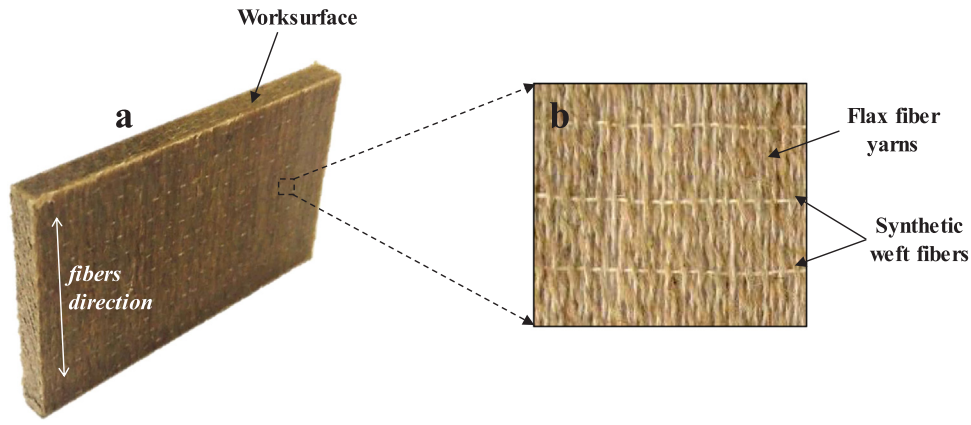 Worksurface
a
fibers
direction
b
Flax fiber
yarns
Synthetic
weft fibers